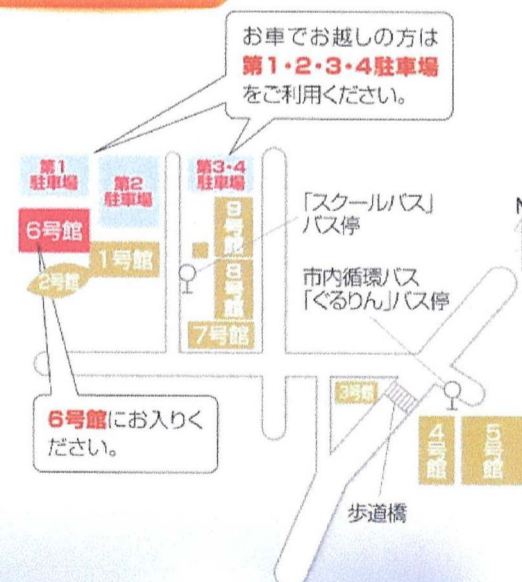 お車でお越しの方は
第1・2・3・4駐車場
をご利用ください。
第1
駐車場
第2
駐車場
第3・4
駐車場
6号館
1号館
2号館
9号館
8号館
7号館
「スクールバス」
バス停
市内循環バス
「ぐるりん」バス停
N
6号館にお入りく
ださい。
3号館
4号館
5号館
歩道橋